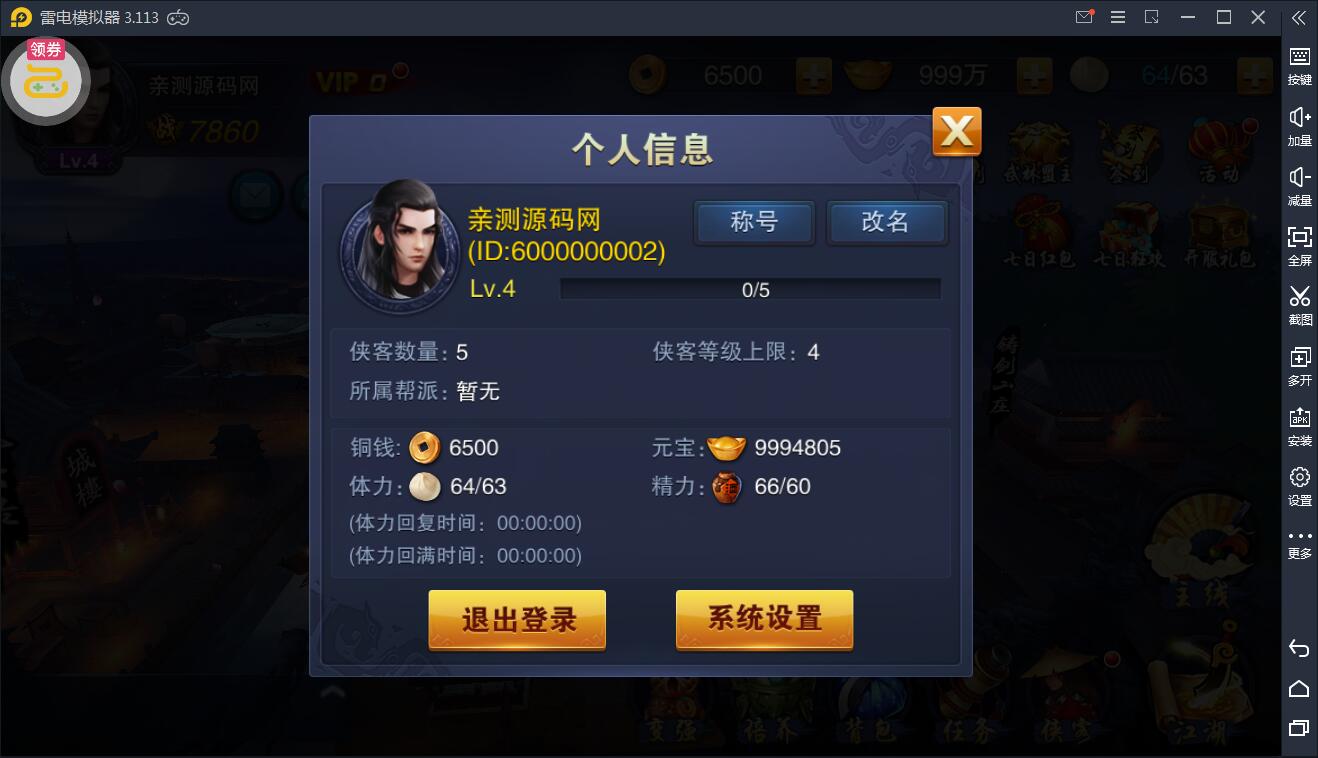 雷电模拟器 3.113
领券
亲测源码网
VIP 0
6500
999万
64/63
战7860
Lv.4
个人信息
X
亲测源码网
(ID:6000000002)
称号
改名
Lv.4
0/5
侠客数量: 5
侠客等级上限: 4
所属帮派: 暂无
铜钱: 6500
元宝: 9994805
体力: 64/63
精力: 66/60
(体力回复时间: 00:00:00)
(体力回满时间: 00:00:00)
退出登录
系统设置
武林盟主
签到
活动
七日红包
七日狂欢
开服礼包
铸剑山庄
城楼
酒
主线
变强
培养
背包
任务
侠客
江湖
按键
加量
减量
全屏
截图
多开
APK
安装
设置
更多